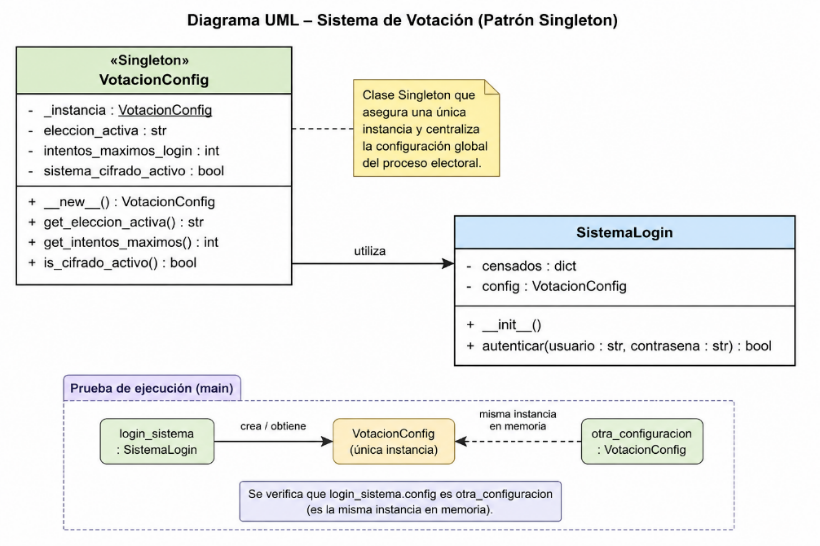 Diagrama UML – Sistema de Votación (Patrón Singleton)
«Singleton»
VotacionConfig
- _instancia : VotacionConfig
- eleccion_activa : str
- intentos_maximos_login : int
- sistema_cifrado_activo : bool
+ __new__() : VotacionConfig
+ get_eleccion_activa() : str
+ get_intentos_maximos() : int
+ is_cifrado_activo() : bool
Clase Singleton que
asegura una única
instancia y centraliza
la configuración global
del proceso electoral.
utiliza
SistemaLogin
- censados : dict
- config : VotacionConfig
+ __init__()
+ autenticar(usuario : str, contrasena : str) : bool
Prueba de ejecución (main)
login_sistema
: SistemaLogin
crea / obtiene
VotacionConfig
(única instancia)
misma instancia
en memoria
otra_configuracion
: VotacionConfig
Se verifica que login_sistema.config es otra_configuracion
(es la misma instancia en memoria).